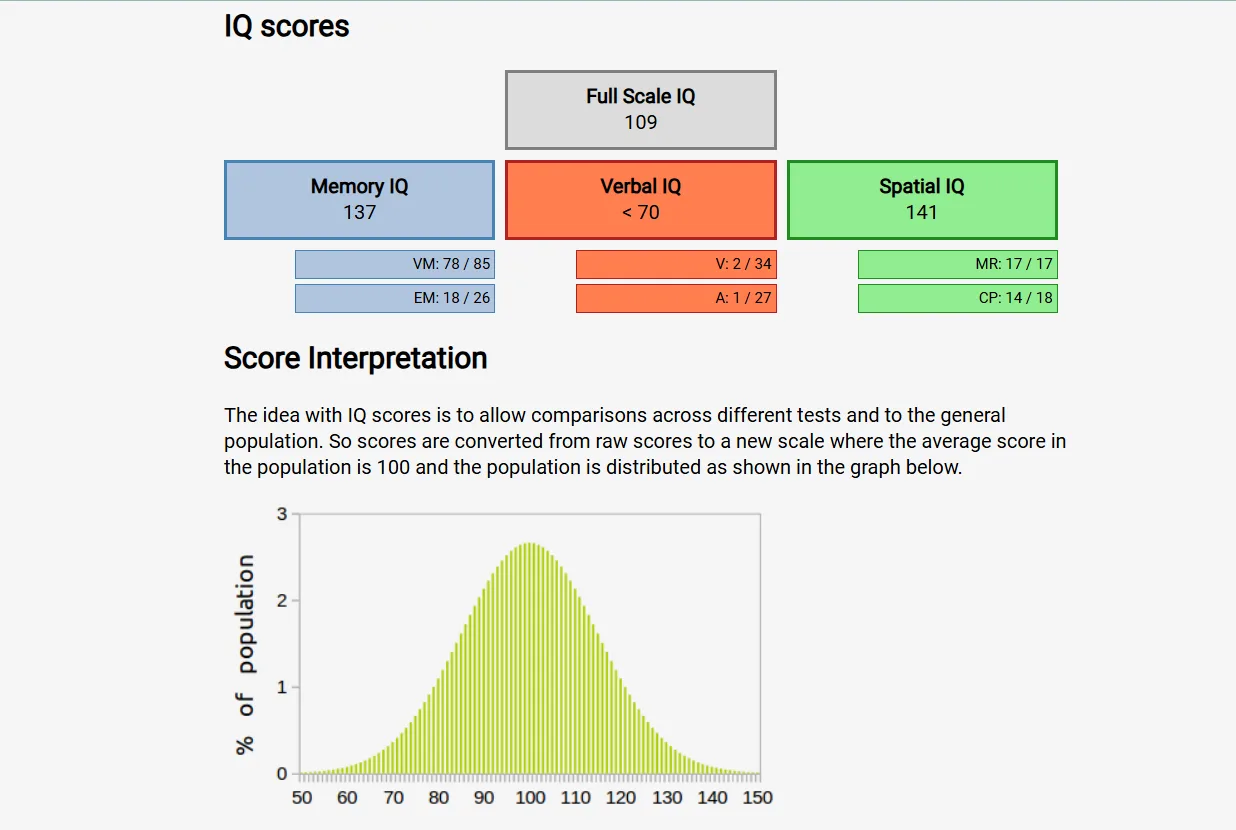 IQ scores
Full Scale IQ
109
Memory IQ
137
Verbal IQ
< 70
Spatial IQ
141
VM: 78 / 85
V: 2 / 34
MR: 17 / 17
EM: 18 / 26
A: 1 / 27
CP: 14 / 18
Score Interpretation
The idea with IQ scores is to allow comparisons across different tests and to the general
population. So scores are converted from raw scores to a new scale where the average score in
the population is 100 and the population is distributed as shown in the graph below.
% of population
3
2
1
0
50 60 70 80 90 100 110 120 130 140 150